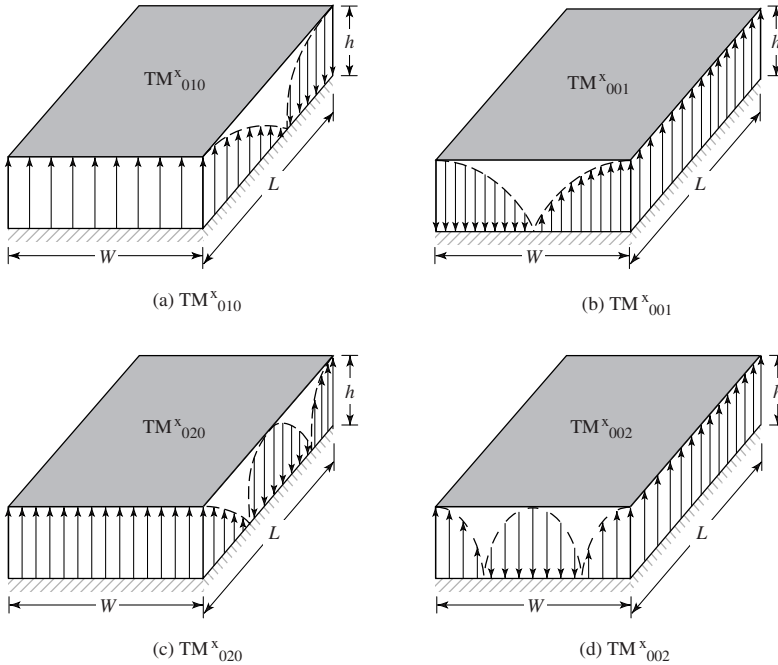 TMˣ₀₁₀
h
L
W
(a) TMˣ₀₁₀
TMˣ₀₀₁
h
L
W
(b) TMˣ₀₀₁
TMˣ₀₂₀
h
L
W
(c) TMˣ₀₂₀
TMˣ₀₀₂
h
L
W
(d) TMˣ₀₀₂